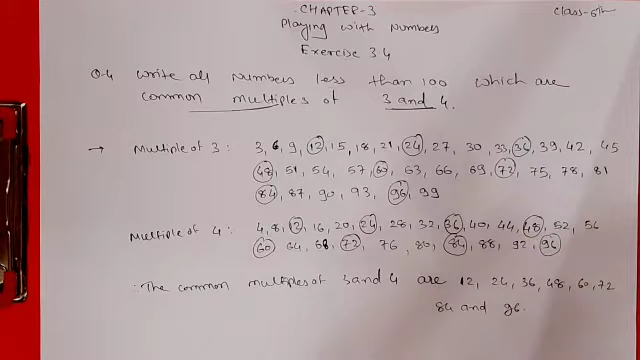 CHAPTER-3
Class-6th
Playing with Numbers
Exercise 3.4
Q.4 Write all numbers less than 100 which are
common multiples of 3 and 4.
→ Multiple of 3 : 3, 6, 9, 12, 15, 18, 21, 24, 27, 30, 33, 36, 39, 42, 45
48, 51, 54, 57, 60, 63, 66, 69, 72, 75, 78, 81
84, 87, 90, 93, 96, 99
Multiple of 4 : 4, 8, 12, 16, 20, 24, 28, 32, 36, 40, 44, 48, 52, 56
60, 64, 68, 72, 76, 80, 84, 88, 92, 96
∴ The common multiples of 3 and 4 are 12, 24, 36, 48, 60, 72
84 and 96.